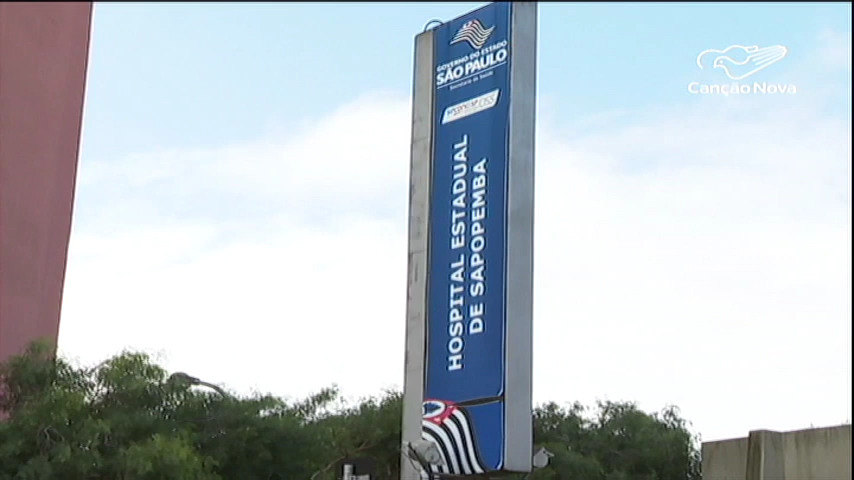 GOVERNO DO ESTADO
SÃO PAULO
Secretaria da Saúde
HOSPITAL ESTADUAL
DE SAPOPEMBA
Canção Nova